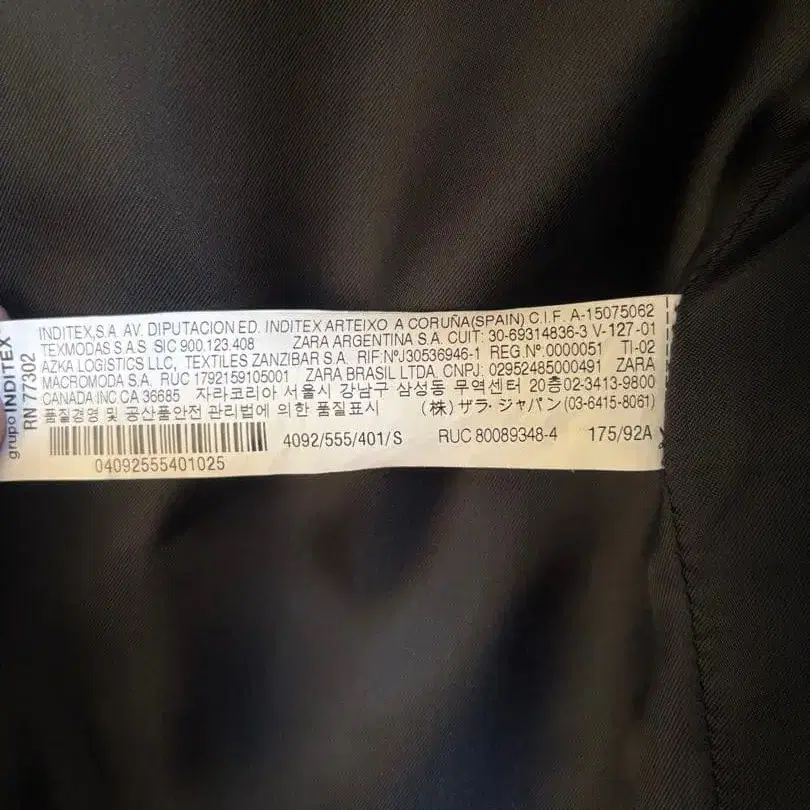 grupo INDITEX
RN 77302
INDITEX,S.A. AV. DIPUTACION ED. INDITEX ARTEIXO A CORUÑA(SPAIN) C.I.F. A-15075062
TEXMODAS S.A.S SIC 900.123.408 ZARA ARGENTINA S.A. CUIT: 30-69314836-3 V-127-01
AZKA LOGISTICS LLC, TEXTILES ZANZIBAR S.A. RIF.NºJ30536946-1 REG Nº.0000051 TI-02
MACROMODA S.A. RUC 1792159105001 ZARA BRASIL LTDA. CNPJ: 02952485000491 ZARA
CANADA INC CA 36685 자라코리아 서울시 강남구 삼성동 무역센터 20층 02-3413-9800
품질경영 및 공산품안전 관리법에 의한 품질표시 (株) ザラ・ジャパン (03-6415-8061)
4092/555/401/S RUC 80089348-4 175/92A
04092555401025